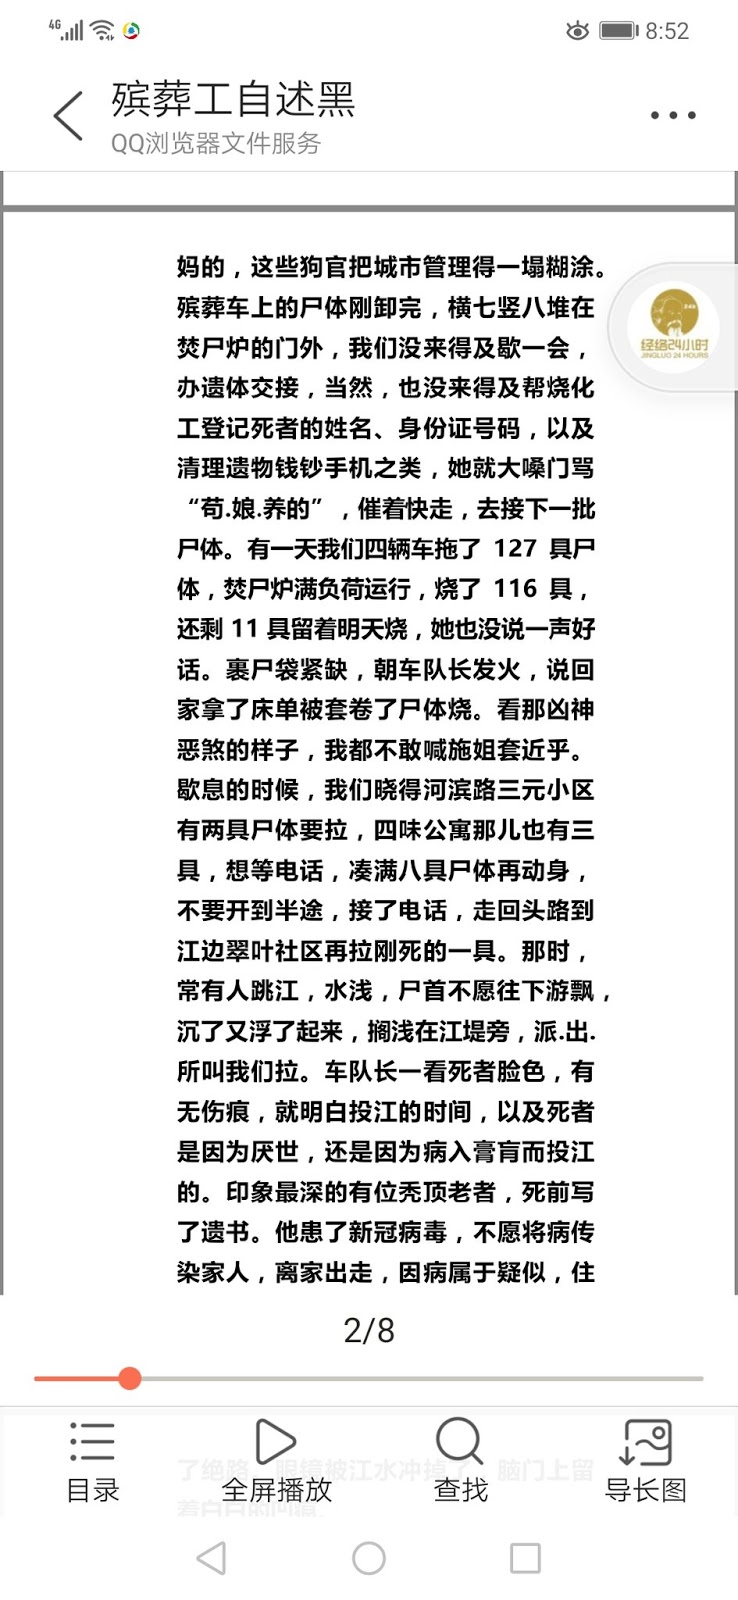 4G 8:52
殡葬工自述黑
QQ浏览器文件服务
妈的，这些狗官把城市管理得一塌糊涂。
殡葬车上的尸体刚卸完，横七竖八堆在
焚尸炉的门外，我们没来得及歇一会，
办遗体交接，当然，也没来得及帮烧化
工登记死者的姓名、身份证号码，以及
清理遗物钱钞手机之类，她就大嗓门骂
“苟.娘.养的”，催着快走，去接下一批
尸体。有一天我们四辆车拖了 127 具尸
体，焚尸炉满负荷运行，烧了 116 具，
还剩 11 具留着明天烧，她也没说一声好
话。裹尸袋紧缺，朝车队长发火，说回
家拿了床单被套卷了尸体烧。看那凶神
恶煞的样子，我都不敢喊施姐套近乎。
歇息的时候，我们晓得河滨路三元小区
有两具尸体要拉，四味公寓那儿也有三
具，想等电话，凑满八具尸体再动身，
不要开到半途，接了电话，走回头路到
江边翠叶社区再拉刚死的一具。那时，
常有人跳江，水浅，尸首不愿往下游飘，
沉了又浮了起来，搁浅在江堤旁，派.出.
所叫我们拉。车队长一看死者脸色，有
无伤痕，就明白投江的时间，以及死者
是因为厌世，还是因为病入膏肓而投江
的。印象最深的有位秃顶老者，死前写
了遗书。他患了新冠病毒，不愿将病传
染家人，离家出走，因病属于疑似，住
经络24小时
JINGLUO 24 HOURS
2/8
了绝路。眼镜被江水冲掉了，脑门上留
目录 全屏播放 查找 导长图